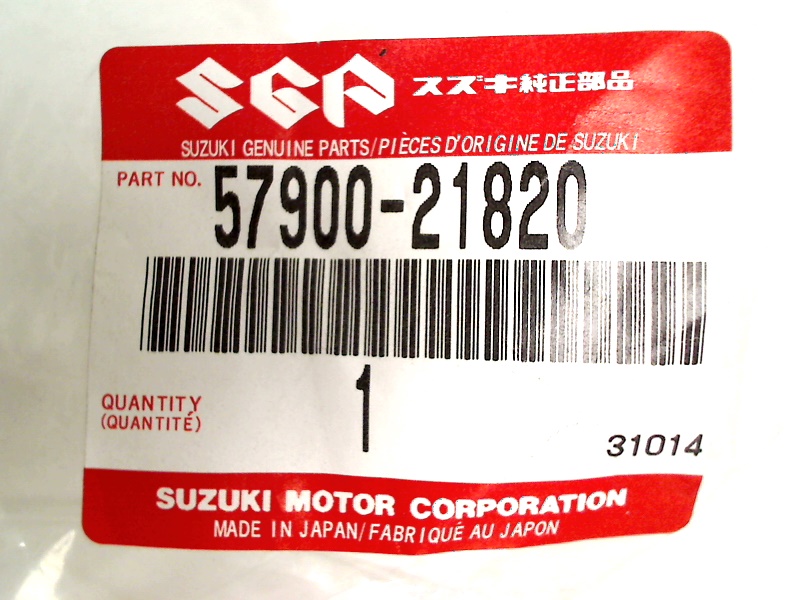 SGP スズキ純正部品
SUZUKI GENUINE PARTS/PIÈCES D'ORIGINE DE SUZUKI
PART NO. 57900-21820
QUANTITY 1
(QUANTITÉ)
31014
SUZUKI MOTOR CORPORATION
MADE IN JAPAN/FABRIQUÉ AU JAPON